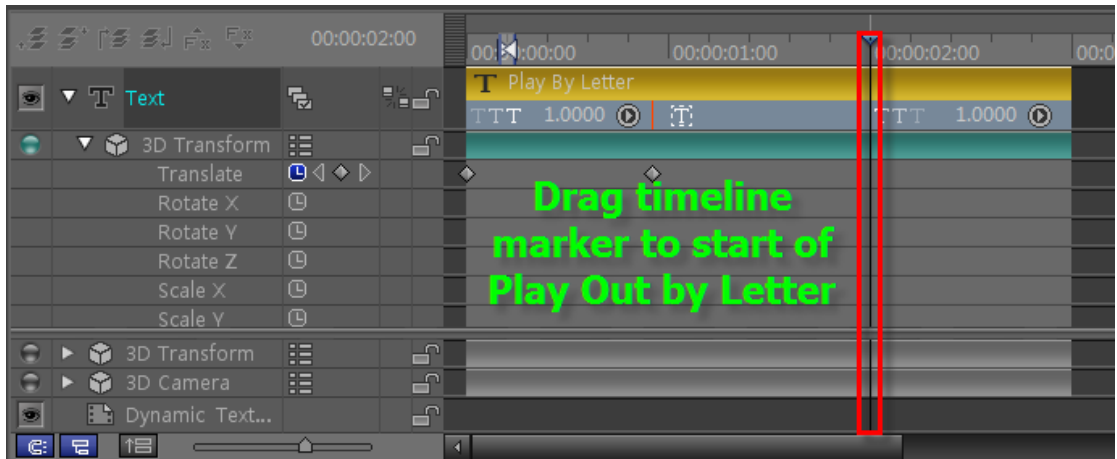 00:00:02:00
00:00:00:00 00:00:01:00 00:00:02:00 00:0
T Text
T Play By Letter
TTT 1.0000 T TTT 1.0000
3D Transform
Translate
Rotate X
Rotate Y
Rotate Z
Scale X
Scale Y
Drag timeline
marker to start of
Play Out by Letter
3D Transform
3D Camera
Dynamic Text...